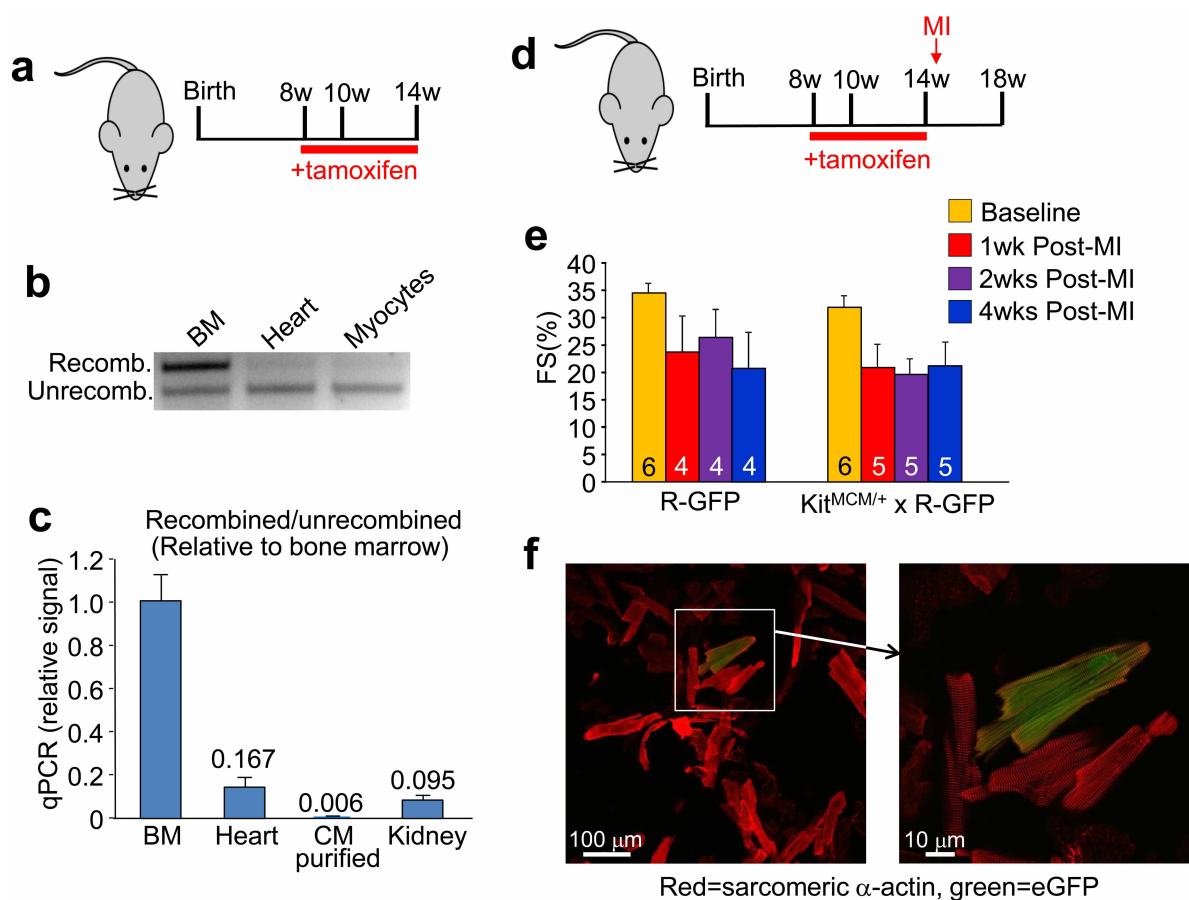 a
Birth
8w
10w
14w
+tamoxifen
b
BM
Heart
Myocytes
Recomb.
Unrecomb.
c
Recombined/unrecombined
(Relative to bone marrow)
qPCR (relative signal)
1.2
1.0
0.8
0.6
0.4
0.2
0
0.167
0.006
0.095
BM
Heart
CM
purified
Kidney
d
MI
Birth
8w
10w
14w
18w
+tamoxifen
e
Baseline
1wk Post-MI
2wks Post-MI
4wks Post-MI
FS(%)
40
35
30
25
20
15
10
5
0
6
4
4
4
6
5
5
5
R-GFP
Kit^MCM/+ x R-GFP
f
100 μm
10 μm
Red=sarcomeric α-actin, green=eGFP